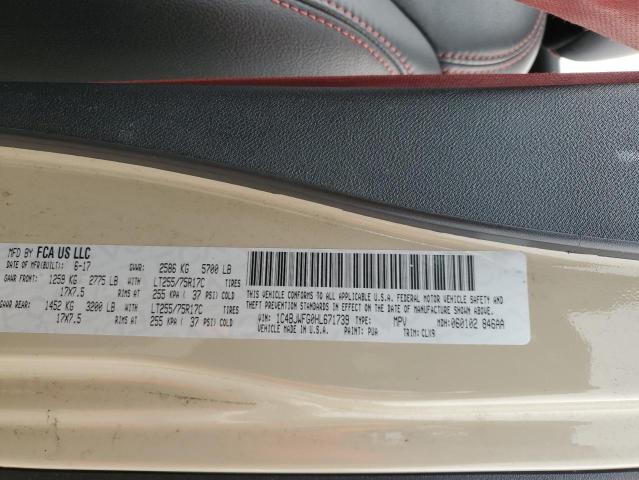 MFD BY FCA US LLC
DATE OF MFR(BUILT): 6-17 GVWR: 2586 KG 5700 LB
GAWR FRONT: 1259 KG 2775 LB WITH LT255/75R17C TIRES
17X7.5 RIMS AT 255 KPA ( 37 PSI) COLD
GAWR REAR: 1452 KG 3200 LB WITH LT255/75R17C TIRES
17X7.5 RIMS AT 255 KPA ( 37 PSI) COLD
THIS VEHICLE CONFORMS TO ALL APPLICABLE U.S.A. FEDERAL MOTOR VEHICLE SAFETY AND
THEFT PREVENTION STANDARDS IN EFFECT ON THE DATE OF MANUFACTURE SHOWN ABOVE.
VIN: 1C4BJWFG0HL671739 TYPE: MPV MDH: 060102 846AA
VEHICLE MADE IN U.S.A. PAINT: PUA TRIM: CLX9